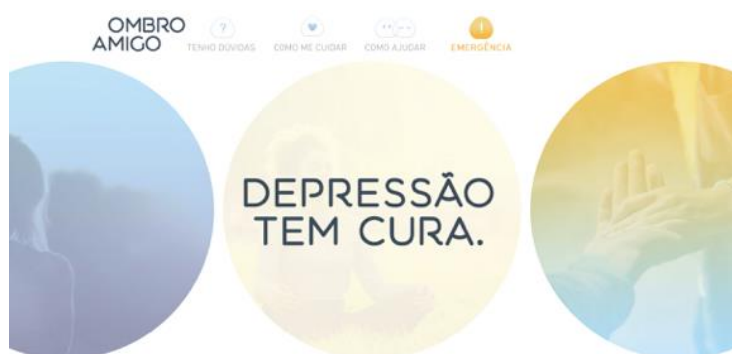 OMBRO
AMIGO
TENHO DÚVIDAS
COMO ME CUIDAR
COMO AJUDAR
EMERGÊNCIA
DEPRESSÃO
TEM CURA.